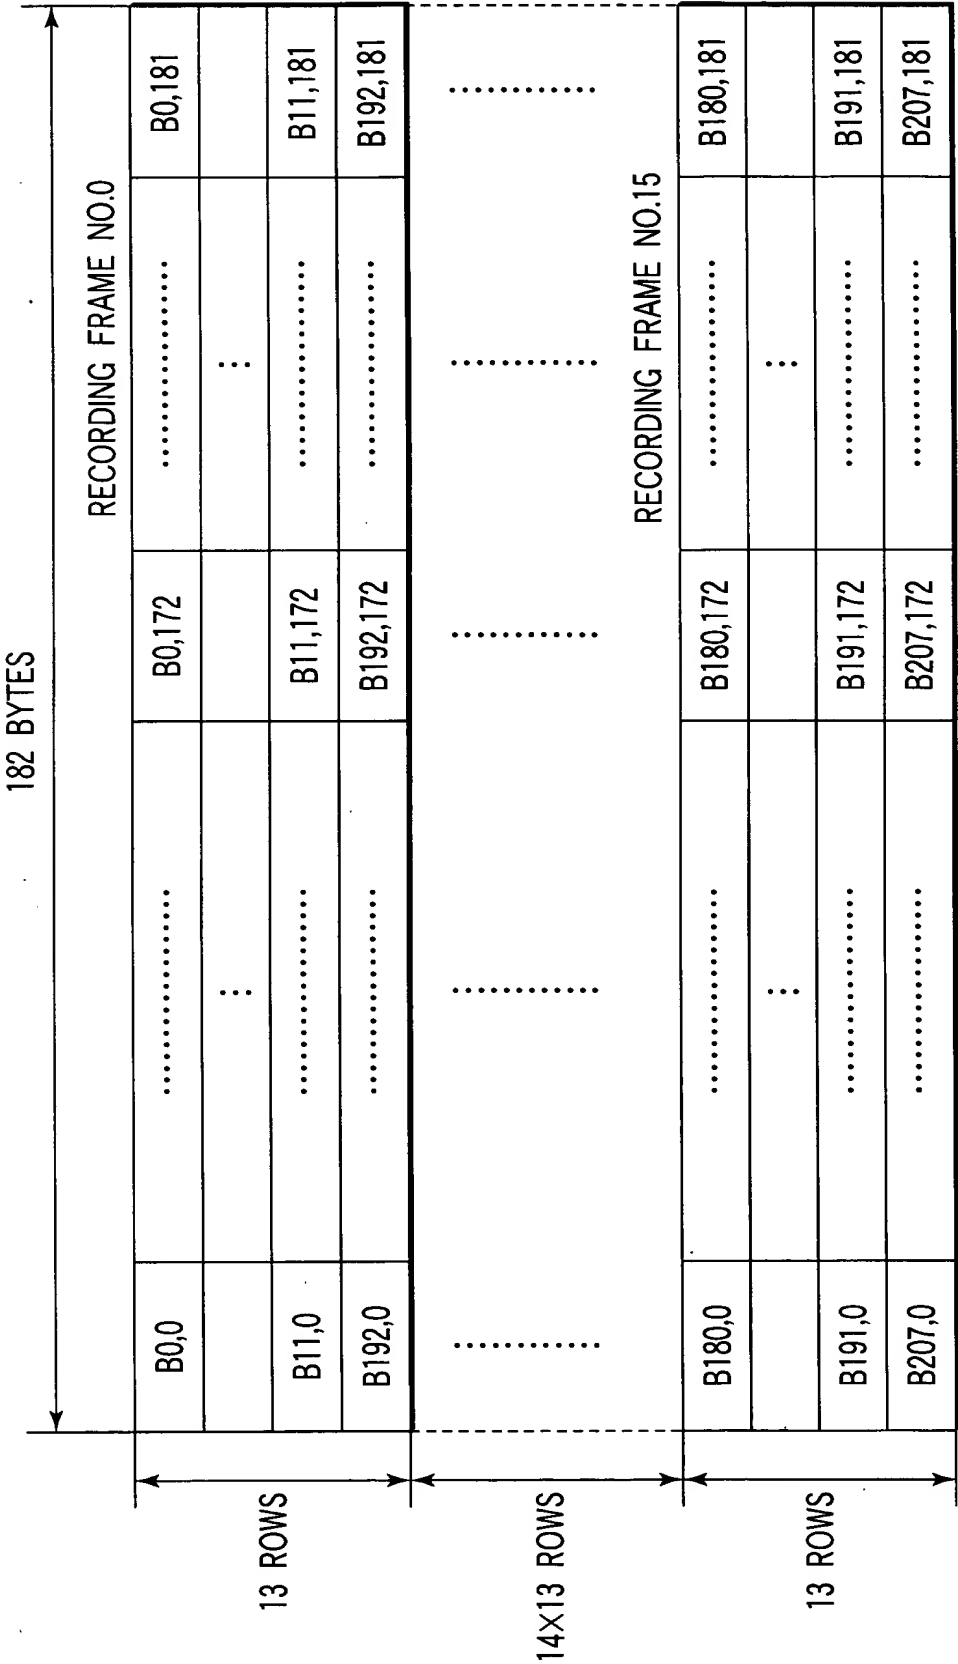 182 BYTES
RECORDING FRAME NO.0
13 ROWS
B0,0 ..................... B0,172 ................. B0,181
... ...
B11,0 ..................... B11,172 ................. B11,181
B192,0 ..................... B192,172 ................. B192,181
14×13 ROWS
............ ............ ............ ............ ............
RECORDING FRAME NO.15
13 ROWS
B180,0 ..................... B180,172 ................. B180,181
... ...
B191,0 ..................... B191,172 ................. B191,181
B207,0 ..................... B207,172 ................. B207,181